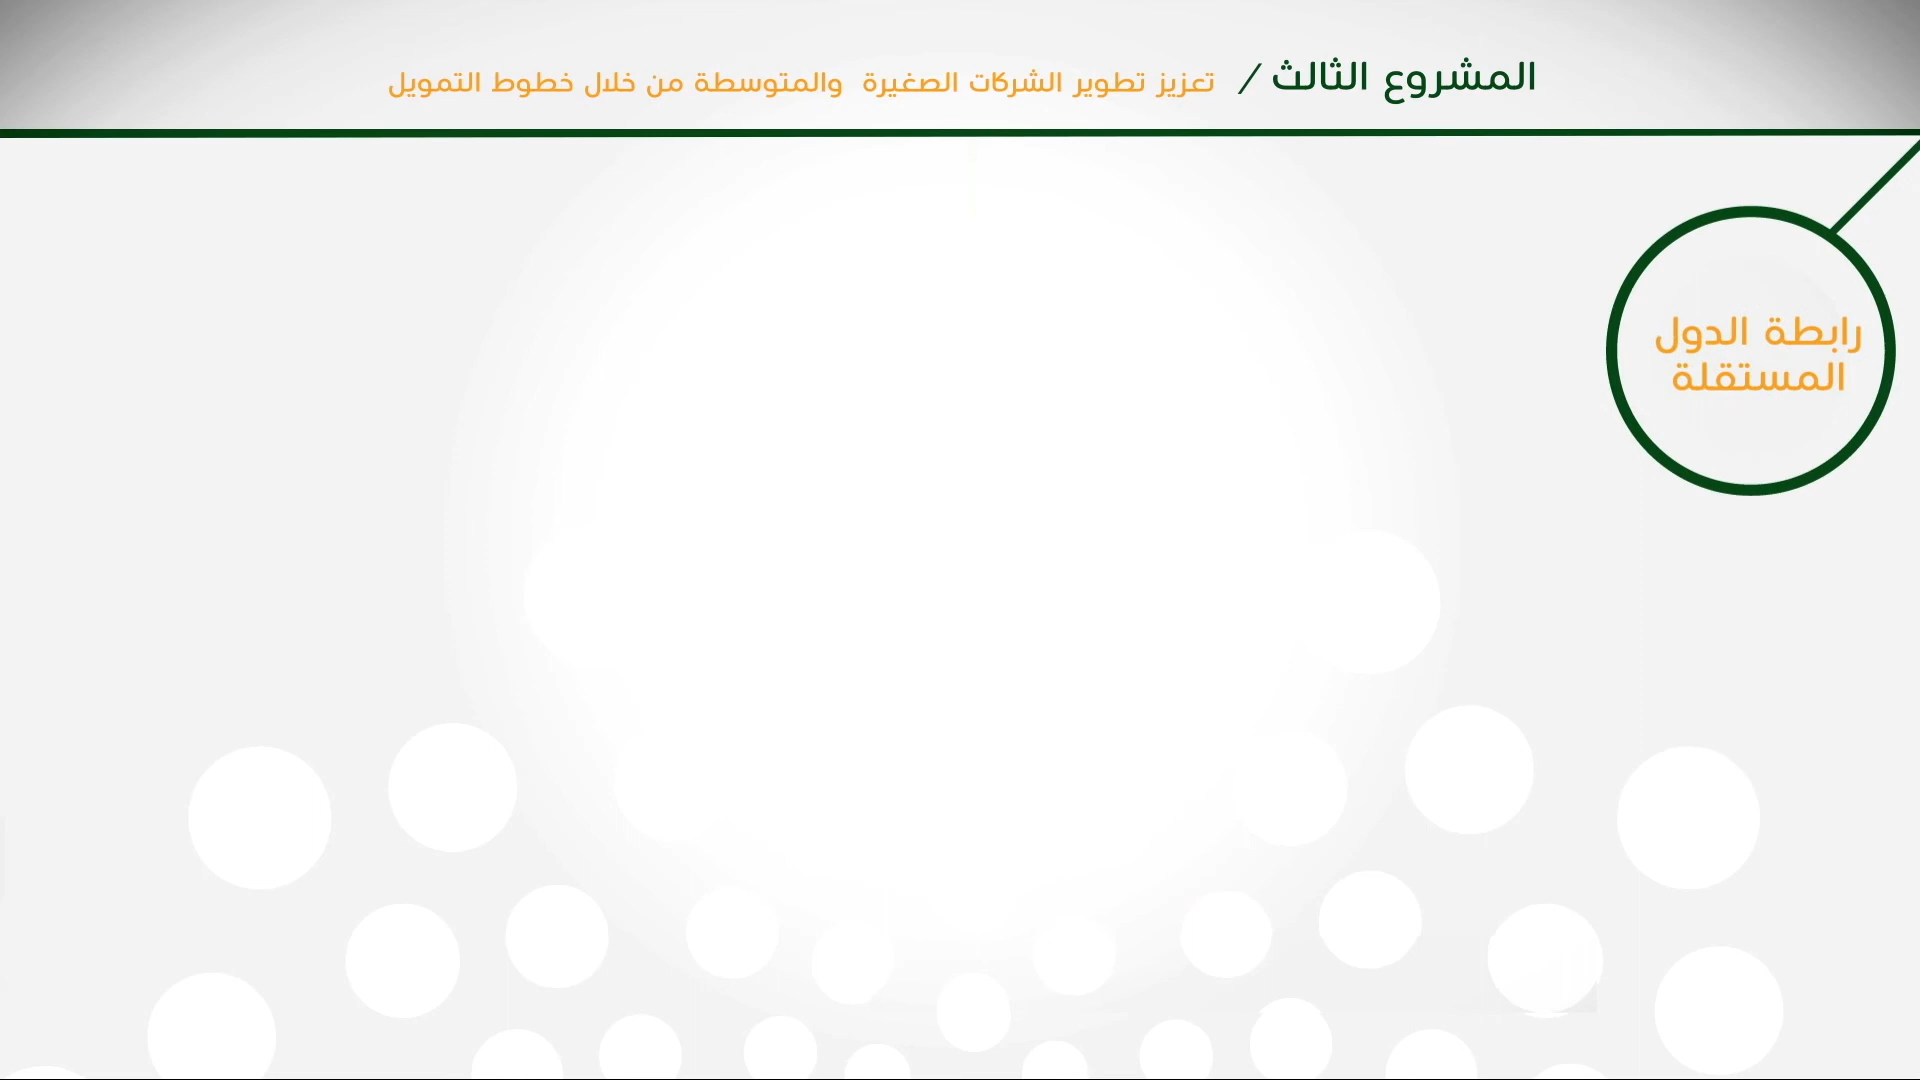 المشروع الثالث / تعزيز تطوير الشركات الصغيرة والمتوسطة من خلال خطوط التمويل
رابطة الدول
المستقلة